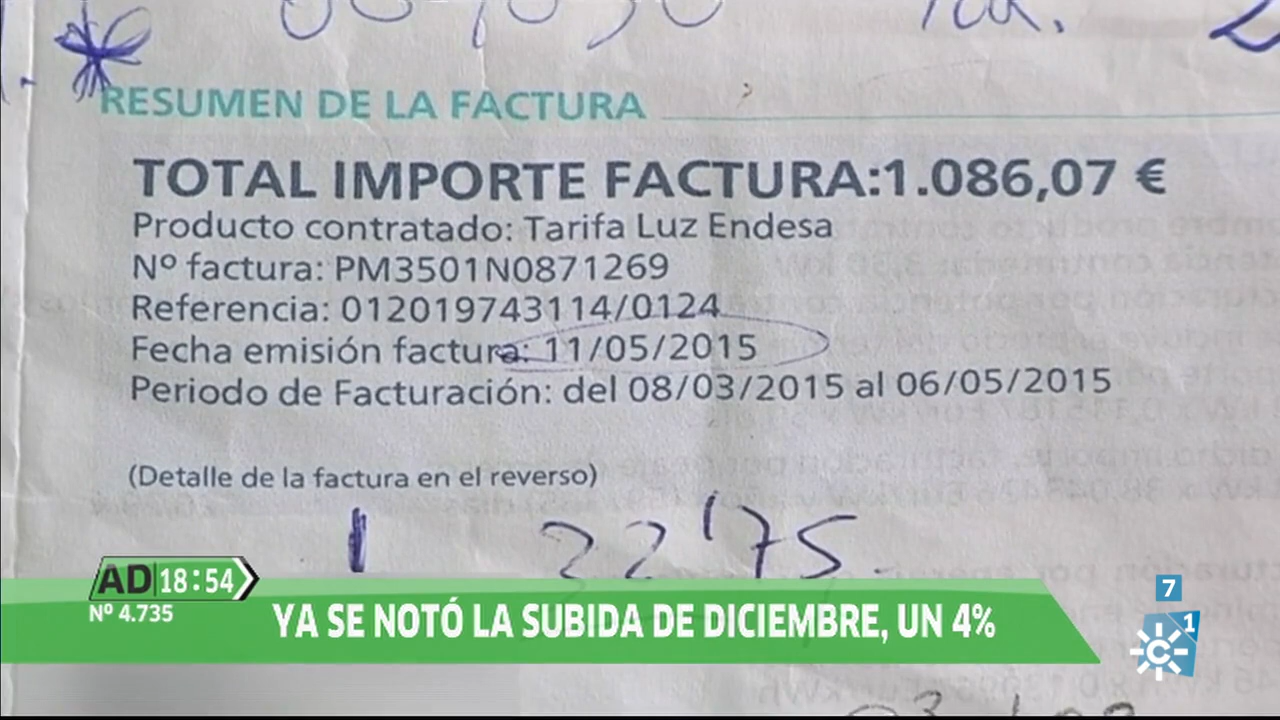 RESUMEN DE LA FACTURA
TOTAL IMPORTE FACTURA:1.086,07 €
Producto contratado: Tarifa Luz Endesa
Nº factura: PM3501N0871269
Referencia: 012019743114/0124
Fecha emisión factura: 11/05/2015
Periodo de Facturación: del 08/03/2015 al 06/05/2015
(Detalle de la factura en el reverso)
22'75
AD 18:54
Nº 4.735
YA SE NOTÓ LA SUBIDA DE DICIEMBRE, UN 4%
7
1